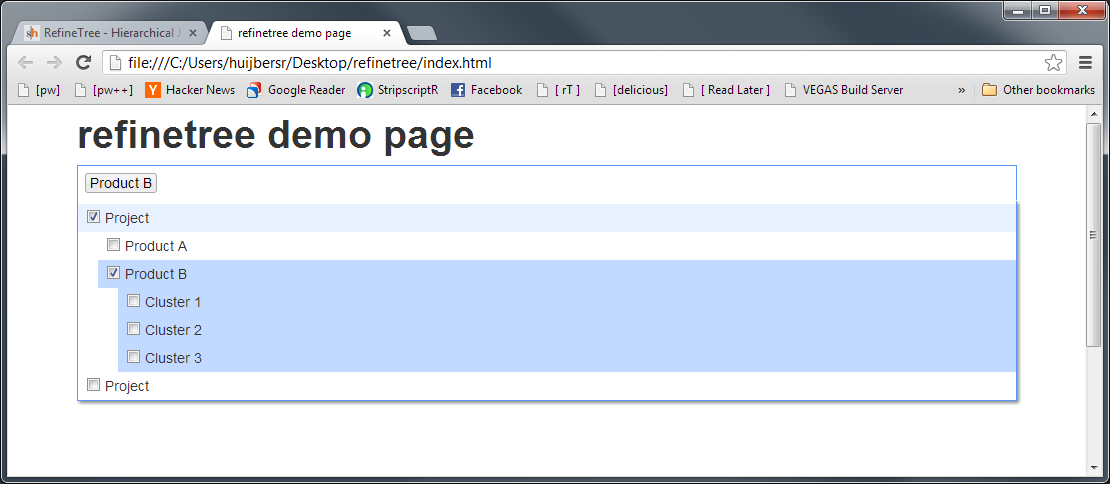 RefineTree - Hierarchical J
refinetree demo page
file:///C:/Users/huijbersr/Desktop/refinetree/index.html
[pw] [pw++] Hacker News Google Reader StripscriptR Facebook [ rT ] [delicious] [ Read Later ] VEGAS Build Server » Other bookmarks
refinetree demo page
Product B
Project
Product A
Product B
Cluster 1
Cluster 2
Cluster 3
Project